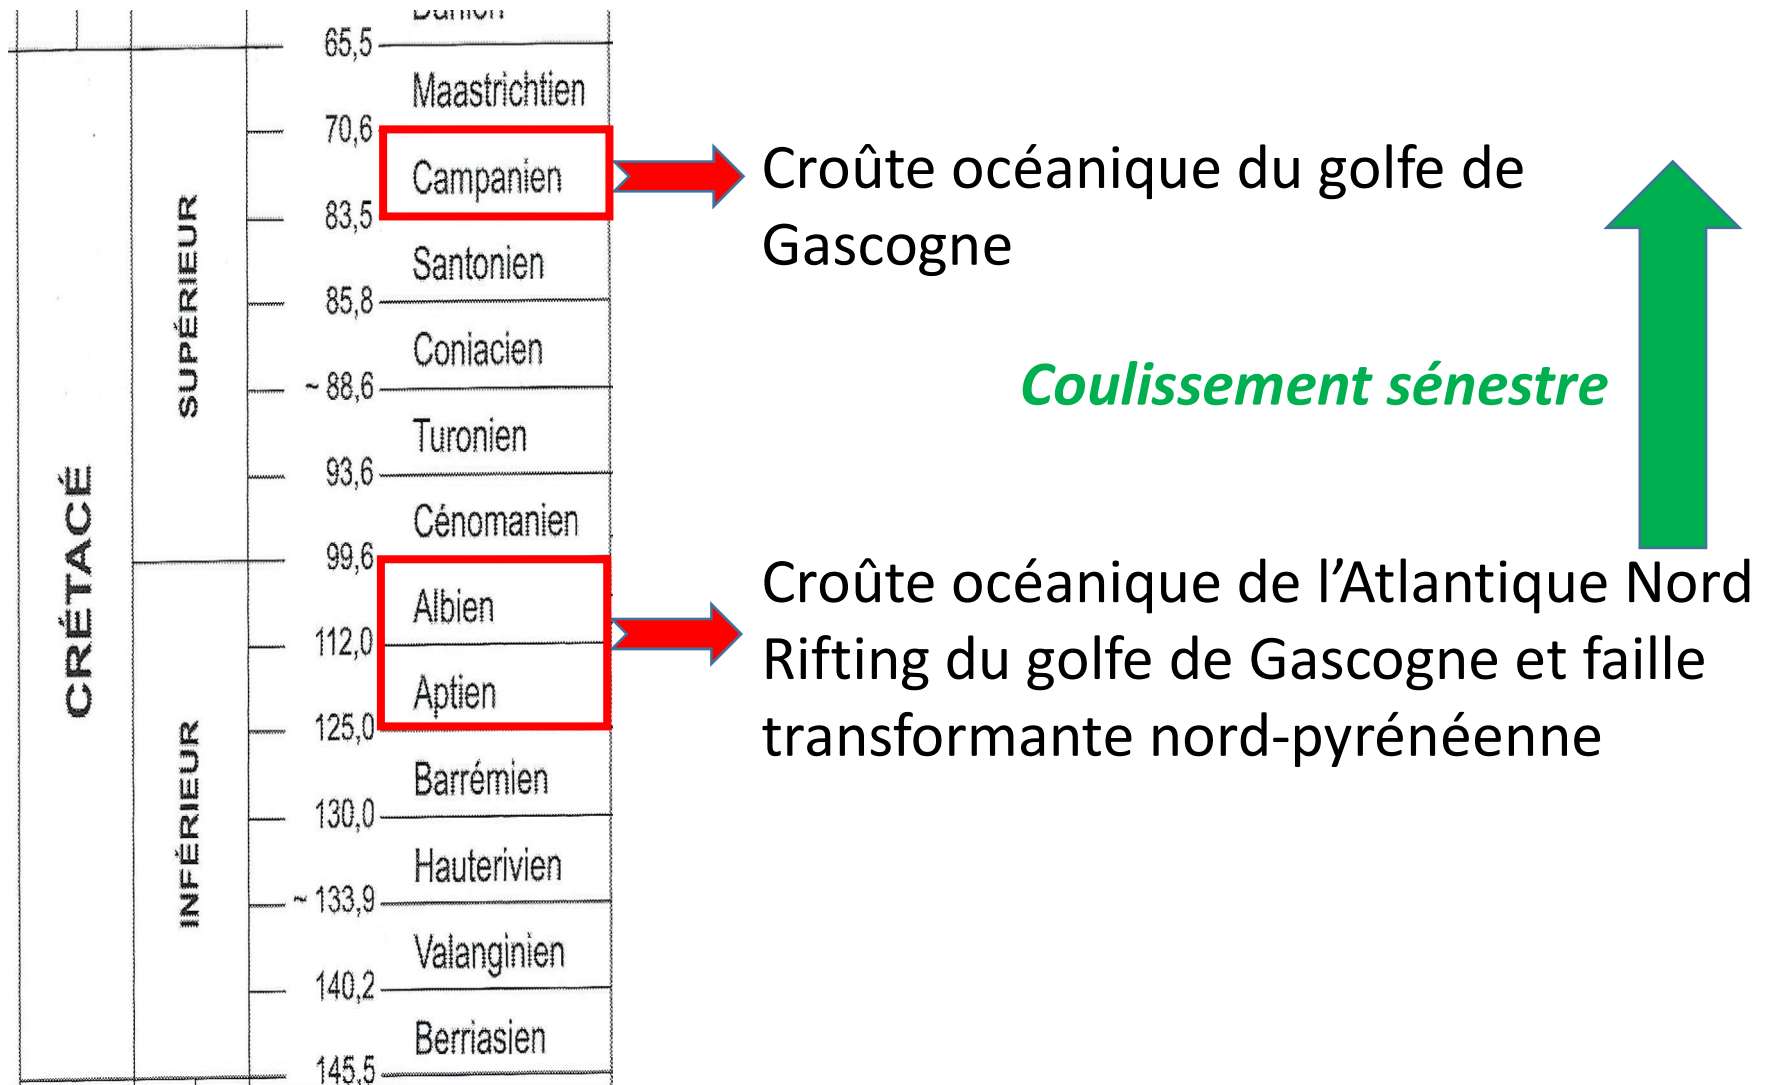 Danien
65,5
Maastrichtien
70,6
Campanien
83,5
Santonien
85,8
Coniacien
~ 88,6
Turonien
93,6
Cénomanien
99,6
Albien
112,0
Aptien
125,0
Barrémien
130,0
Hauterivien
~ 133,9
Valanginien
140,2
Berriasien
145,5
CRÉTACÉ
SUPÉRIEUR
INFÉRIEUR
Croûte océanique du golfe de
Gascogne
Coulissement sénestre
Croûte océanique de l’Atlantique Nord
Rifting du golfe de Gascogne et faille
transformante nord-pyrénéenne